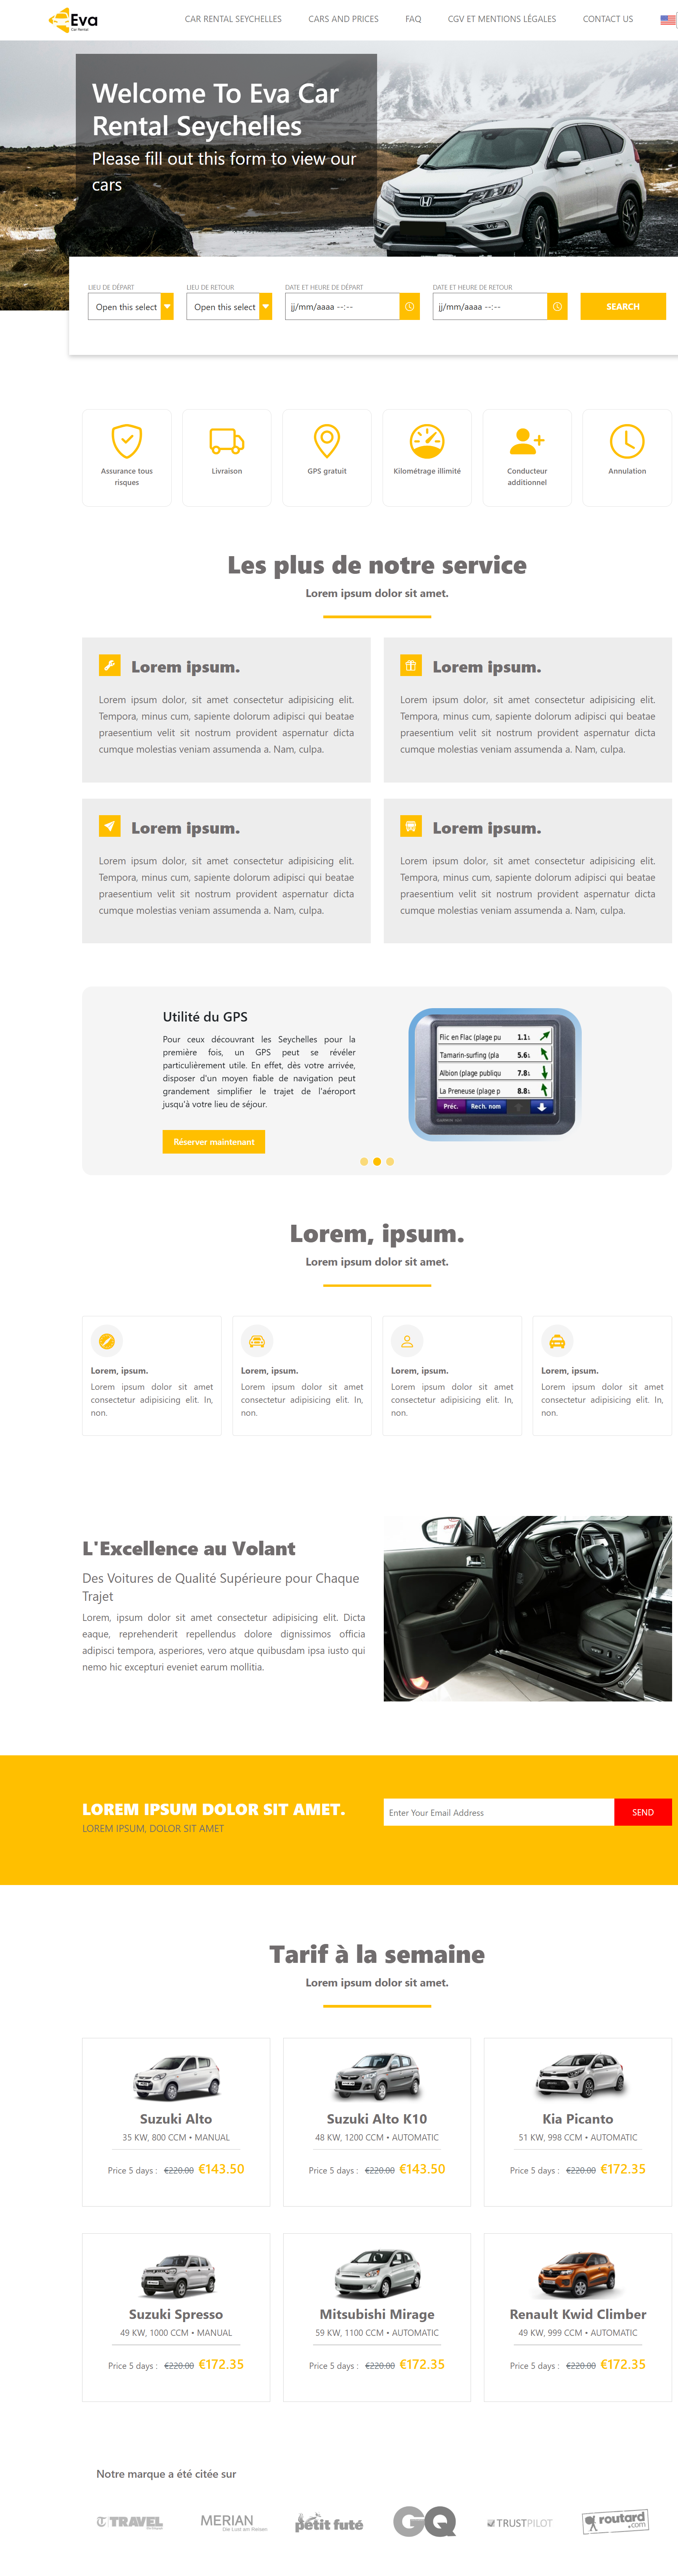 Eva
Car Rental
CAR RENTAL SEYCHELLES
CARS AND PRICES
FAQ
CGV ET MENTIONS LÉGALES
CONTACT US
Welcome To Eva Car
Rental Seychelles
Please fill out this form to view our
cars
LIEU DE DÉPART
LIEU DE RETOUR
DATE ET HEURE DE DÉPART
DATE ET HEURE DE RETOUR
Open this select
Open this select
jj/mm/aaaa --:--
jj/mm/aaaa --:--
SEARCH
Assurance tous
risques
Livraison
GPS gratuit
Kilométrage illimité
Conducteur
additionnel
Annulation
Les plus de notre service
Lorem ipsum dolor sit amet.
Lorem ipsum.
Lorem ipsum dolor, sit amet consectetur adipisicing elit.
Tempora, minus cum, sapiente dolorum adipisci qui beatae
praesentium velit sit nostrum provident aspernatur dicta
cumque molestias veniam assumenda a. Nam, culpa.
Lorem ipsum.
Lorem ipsum dolor, sit amet consectetur adipisicing elit.
Tempora, minus cum, sapiente dolorum adipisci qui beatae
praesentium velit sit nostrum provident aspernatur dicta
cumque molestias veniam assumenda a. Nam, culpa.
Lorem ipsum.
Lorem ipsum dolor, sit amet consectetur adipisicing elit.
Tempora, minus cum, sapiente dolorum adipisci qui beatae
praesentium velit sit nostrum provident aspernatur dicta
cumque molestias veniam assumenda a. Nam, culpa.
Lorem ipsum.
Lorem ipsum dolor, sit amet consectetur adipisicing elit.
Tempora, minus cum, sapiente dolorum adipisci qui beatae
praesentium velit sit nostrum provident aspernatur dicta
cumque molestias veniam assumenda a. Nam, culpa.
Utilité du GPS
Pour ceux découvrant les Seychelles pour la
première fois, un GPS peut se révéler
particulièrement utile. En effet, dès votre arrivée,
disposer d'un moyen fiable de navigation peut
grandement simplifier le trajet de l'aéroport
jusqu'à votre lieu de séjour.
Réserver maintenant
Flic en Flac (plage pu 1.1
Tamarin-surfing (pla 5.6
Albion (plage publiqu 7.8
La Preneuse (plage p 8.8
Préc. Rech. nom
Lorem, ipsum.
Lorem ipsum dolor sit amet.
Lorem, ipsum.
Lorem ipsum dolor sit amet
consectetur adipisicing elit. In,
non.
Lorem, ipsum.
Lorem ipsum dolor sit amet
consectetur adipisicing elit. In,
non.
Lorem, ipsum.
Lorem ipsum dolor sit amet
consectetur adipisicing elit. In,
non.
Lorem, ipsum.
Lorem ipsum dolor sit amet
consectetur adipisicing elit. In,
non.
L'Excellence au Volant
Des Voitures de Qualité Supérieure pour Chaque
Trajet
Lorem, ipsum dolor sit amet consectetur adipisicing elit. Dicta
eaque, reprehenderit repellendus dolore dignissimos officia
adipisci tempora, asperiores, vero atque quibusdam ipsa iusto qui
nemo hic excepturi eveniet earum mollitia.
LOREM IPSUM DOLOR SIT AMET.
LOREM IPSUM, DOLOR SIT AMET
Enter Your Email Address
SEND
Tarif à la semaine
Lorem ipsum dolor sit amet.
Suzuki Alto
35 KW, 800 CCM • MANUAL
Price 5 days : €220.00 €143.50
Suzuki Alto K10
48 KW, 1200 CCM • AUTOMATIC
Price 5 days : €220.00 €143.50
Kia Picanto
51 KW, 998 CCM • AUTOMATIC
Price 5 days : €220.00 €172.35
Suzuki Spresso
49 KW, 1000 CCM • MANUAL
Price 5 days : €220.00 €172.35
Mitsubishi Mirage
59 KW, 1100 CCM • AUTOMATIC
Price 5 days : €220.00 €172.35
Renault Kwid Climber
49 KW, 999 CCM • AUTOMATIC
Price 5 days : €220.00 €172.35
Notre marque a été citée sur
TRAVEL
MERIAN
Die Lust am Reisen
petit futé
GQ
TRUSTPILOT
routard
.com